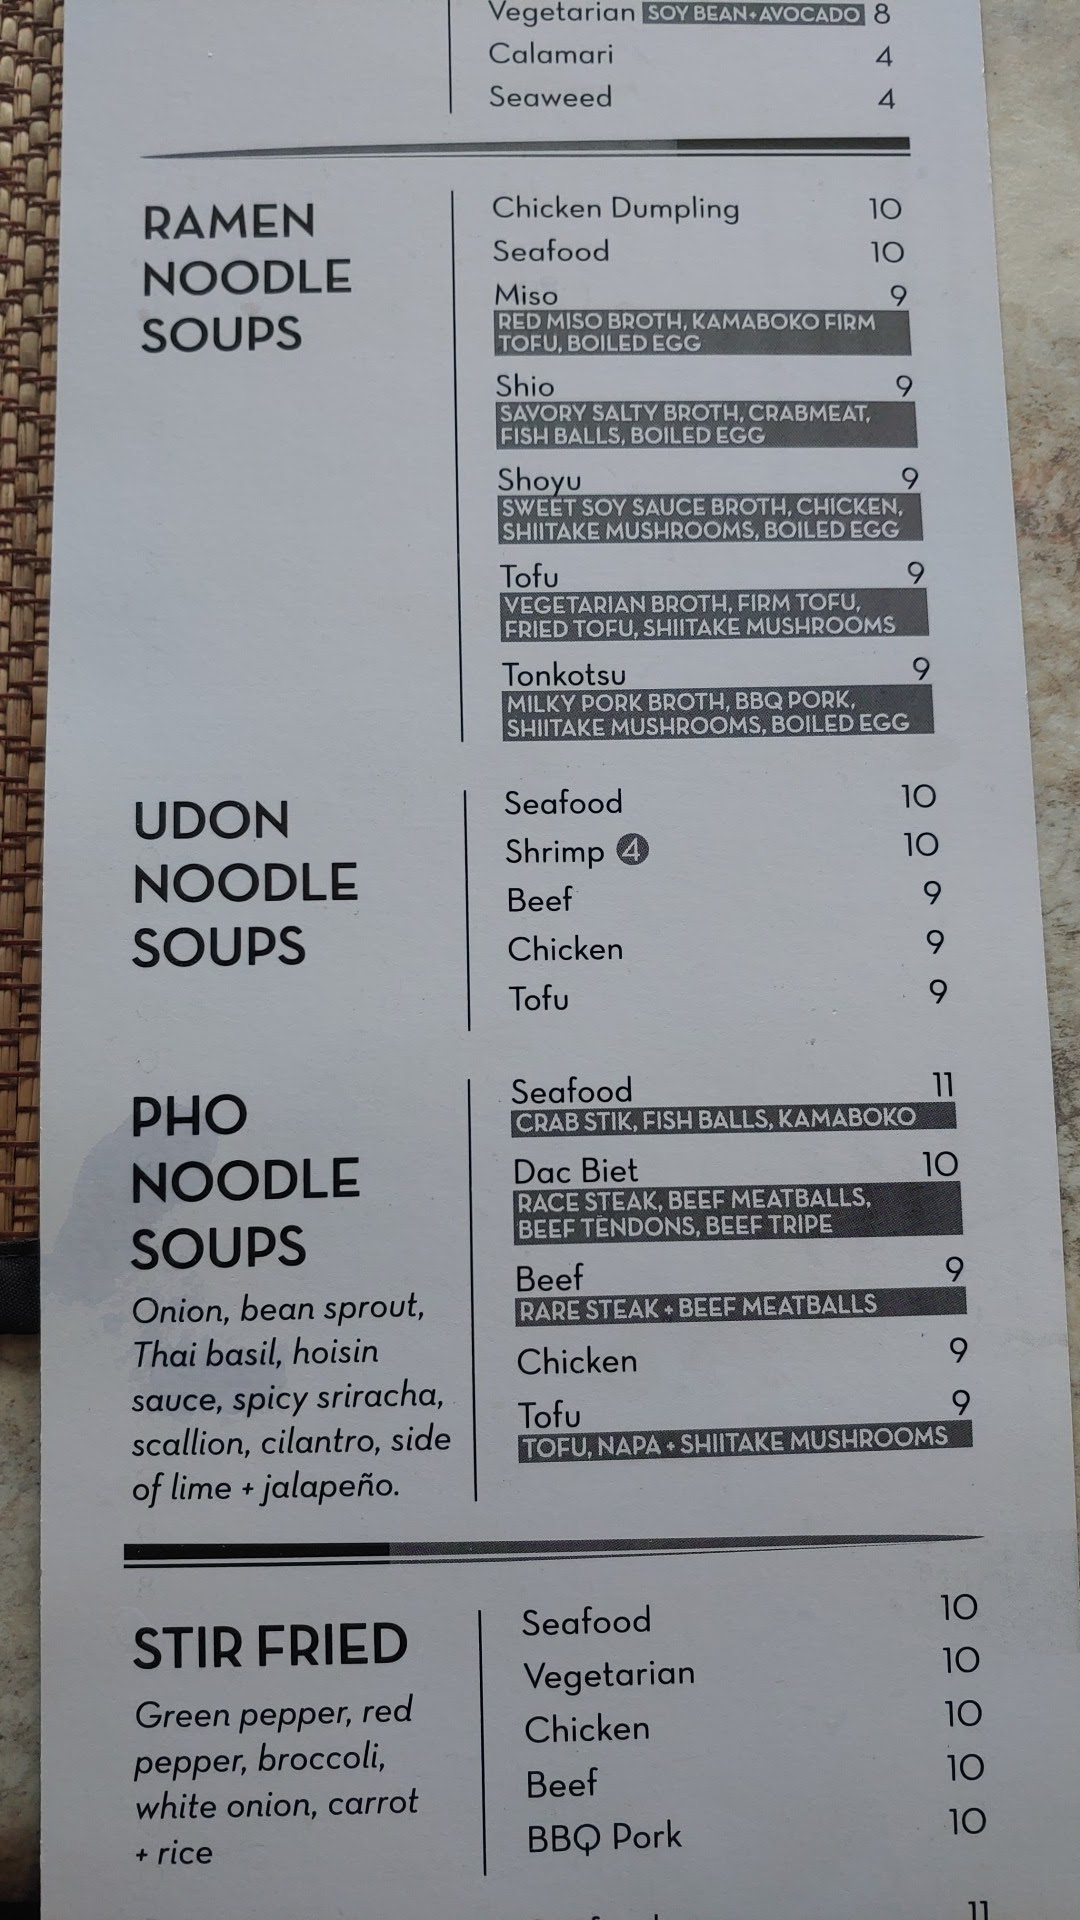 Vegetarian SOY BEAN+AVOCADO 8
Calamari 4
Seaweed 4
RAMEN
NOODLE
SOUPS
Chicken Dumpling 10
Seafood 10
Miso 9
RED MISO BROTH, KAMABOKO FIRM
TOFU, BOILED EGG
Shio 9
SAVORY SALTY BROTH, CRABMEAT,
FISH BALLS, BOILED EGG
Shoyu 9
SWEET SOY SAUCE BROTH, CHICKEN,
SHIITAKE MUSHROOMS, BOILED EGG
Tofu 9
VEGETARIAN BROTH, FIRM TOFU,
FRIED TOFU, SHIITAKE MUSHROOMS
Tonkotsu 9
MILKY PORK BROTH, BBQ PORK,
SHIITAKE MUSHROOMS, BOILED EGG
UDON
NOODLE
SOUPS
Seafood 10
Shrimp 4 10
Beef 9
Chicken 9
Tofu 9
PHO
NOODLE
SOUPS
Onion, bean sprout,
Thai basil, hoisin
sauce, spicy sriracha,
scallion, cilantro, side
of lime + jalapeño.
Seafood 11
CRAB STIK, FISH BALLS, KAMABOKO
Dac Biet 10
RACE STEAK, BEEF MEATBALLS,
BEEF TENDONS, BEEF TRIPE
Beef 9
RARE STEAK + BEEF MEATBALLS
Chicken 9
Tofu 9
TOFU, NAPA + SHIITAKE MUSHROOMS
STIR FRIED
Green pepper, red
pepper, broccoli,
white onion, carrot
+ rice
Seafood 10
Vegetarian 10
Chicken 10
Beef 10
BBQ Pork 10
11